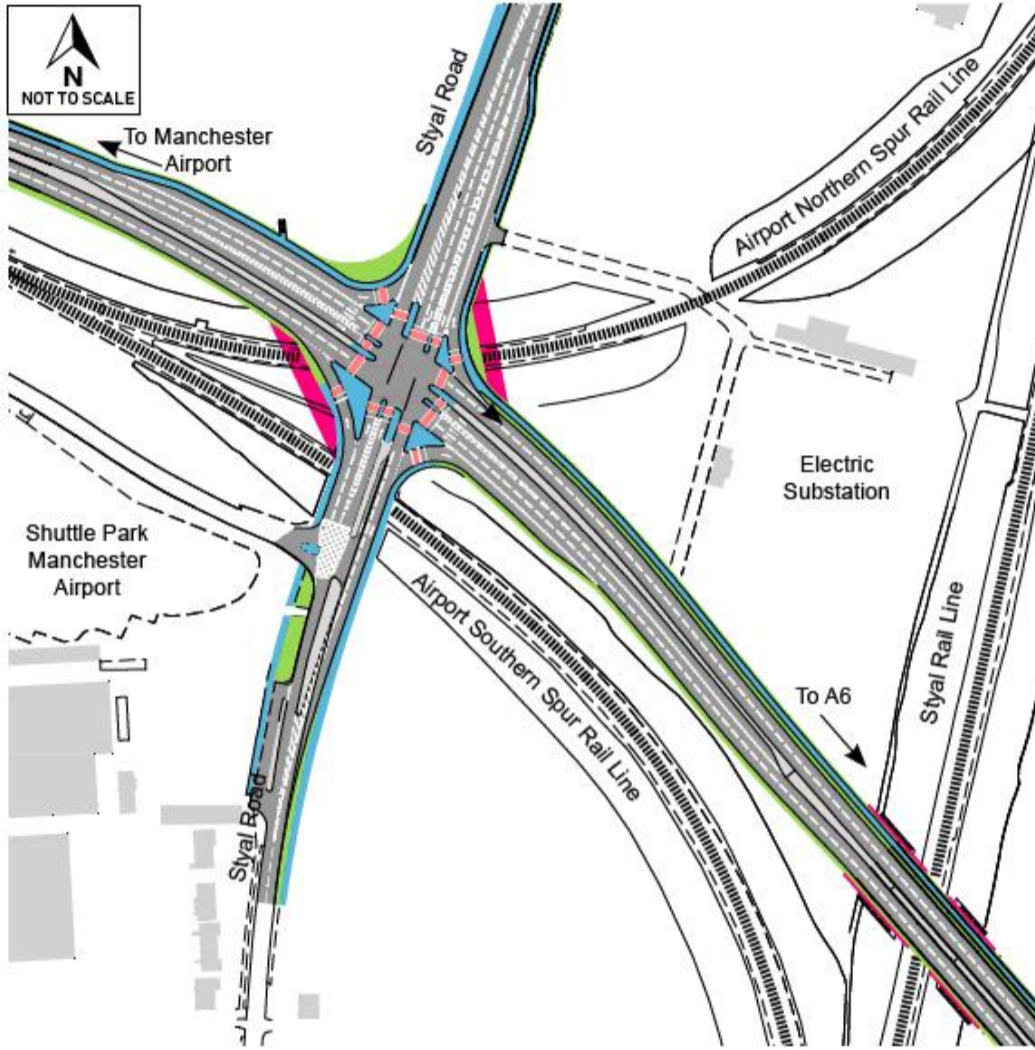 N
NOT TO SCALE
To Manchester
Airport
Styal Road
Airport Northern Spur Rail Line
Electric
Substation
Shuttle Park
Manchester
Airport
Airport Southern Spur Rail Line
Styal Rail Line
To A6
Styal Road